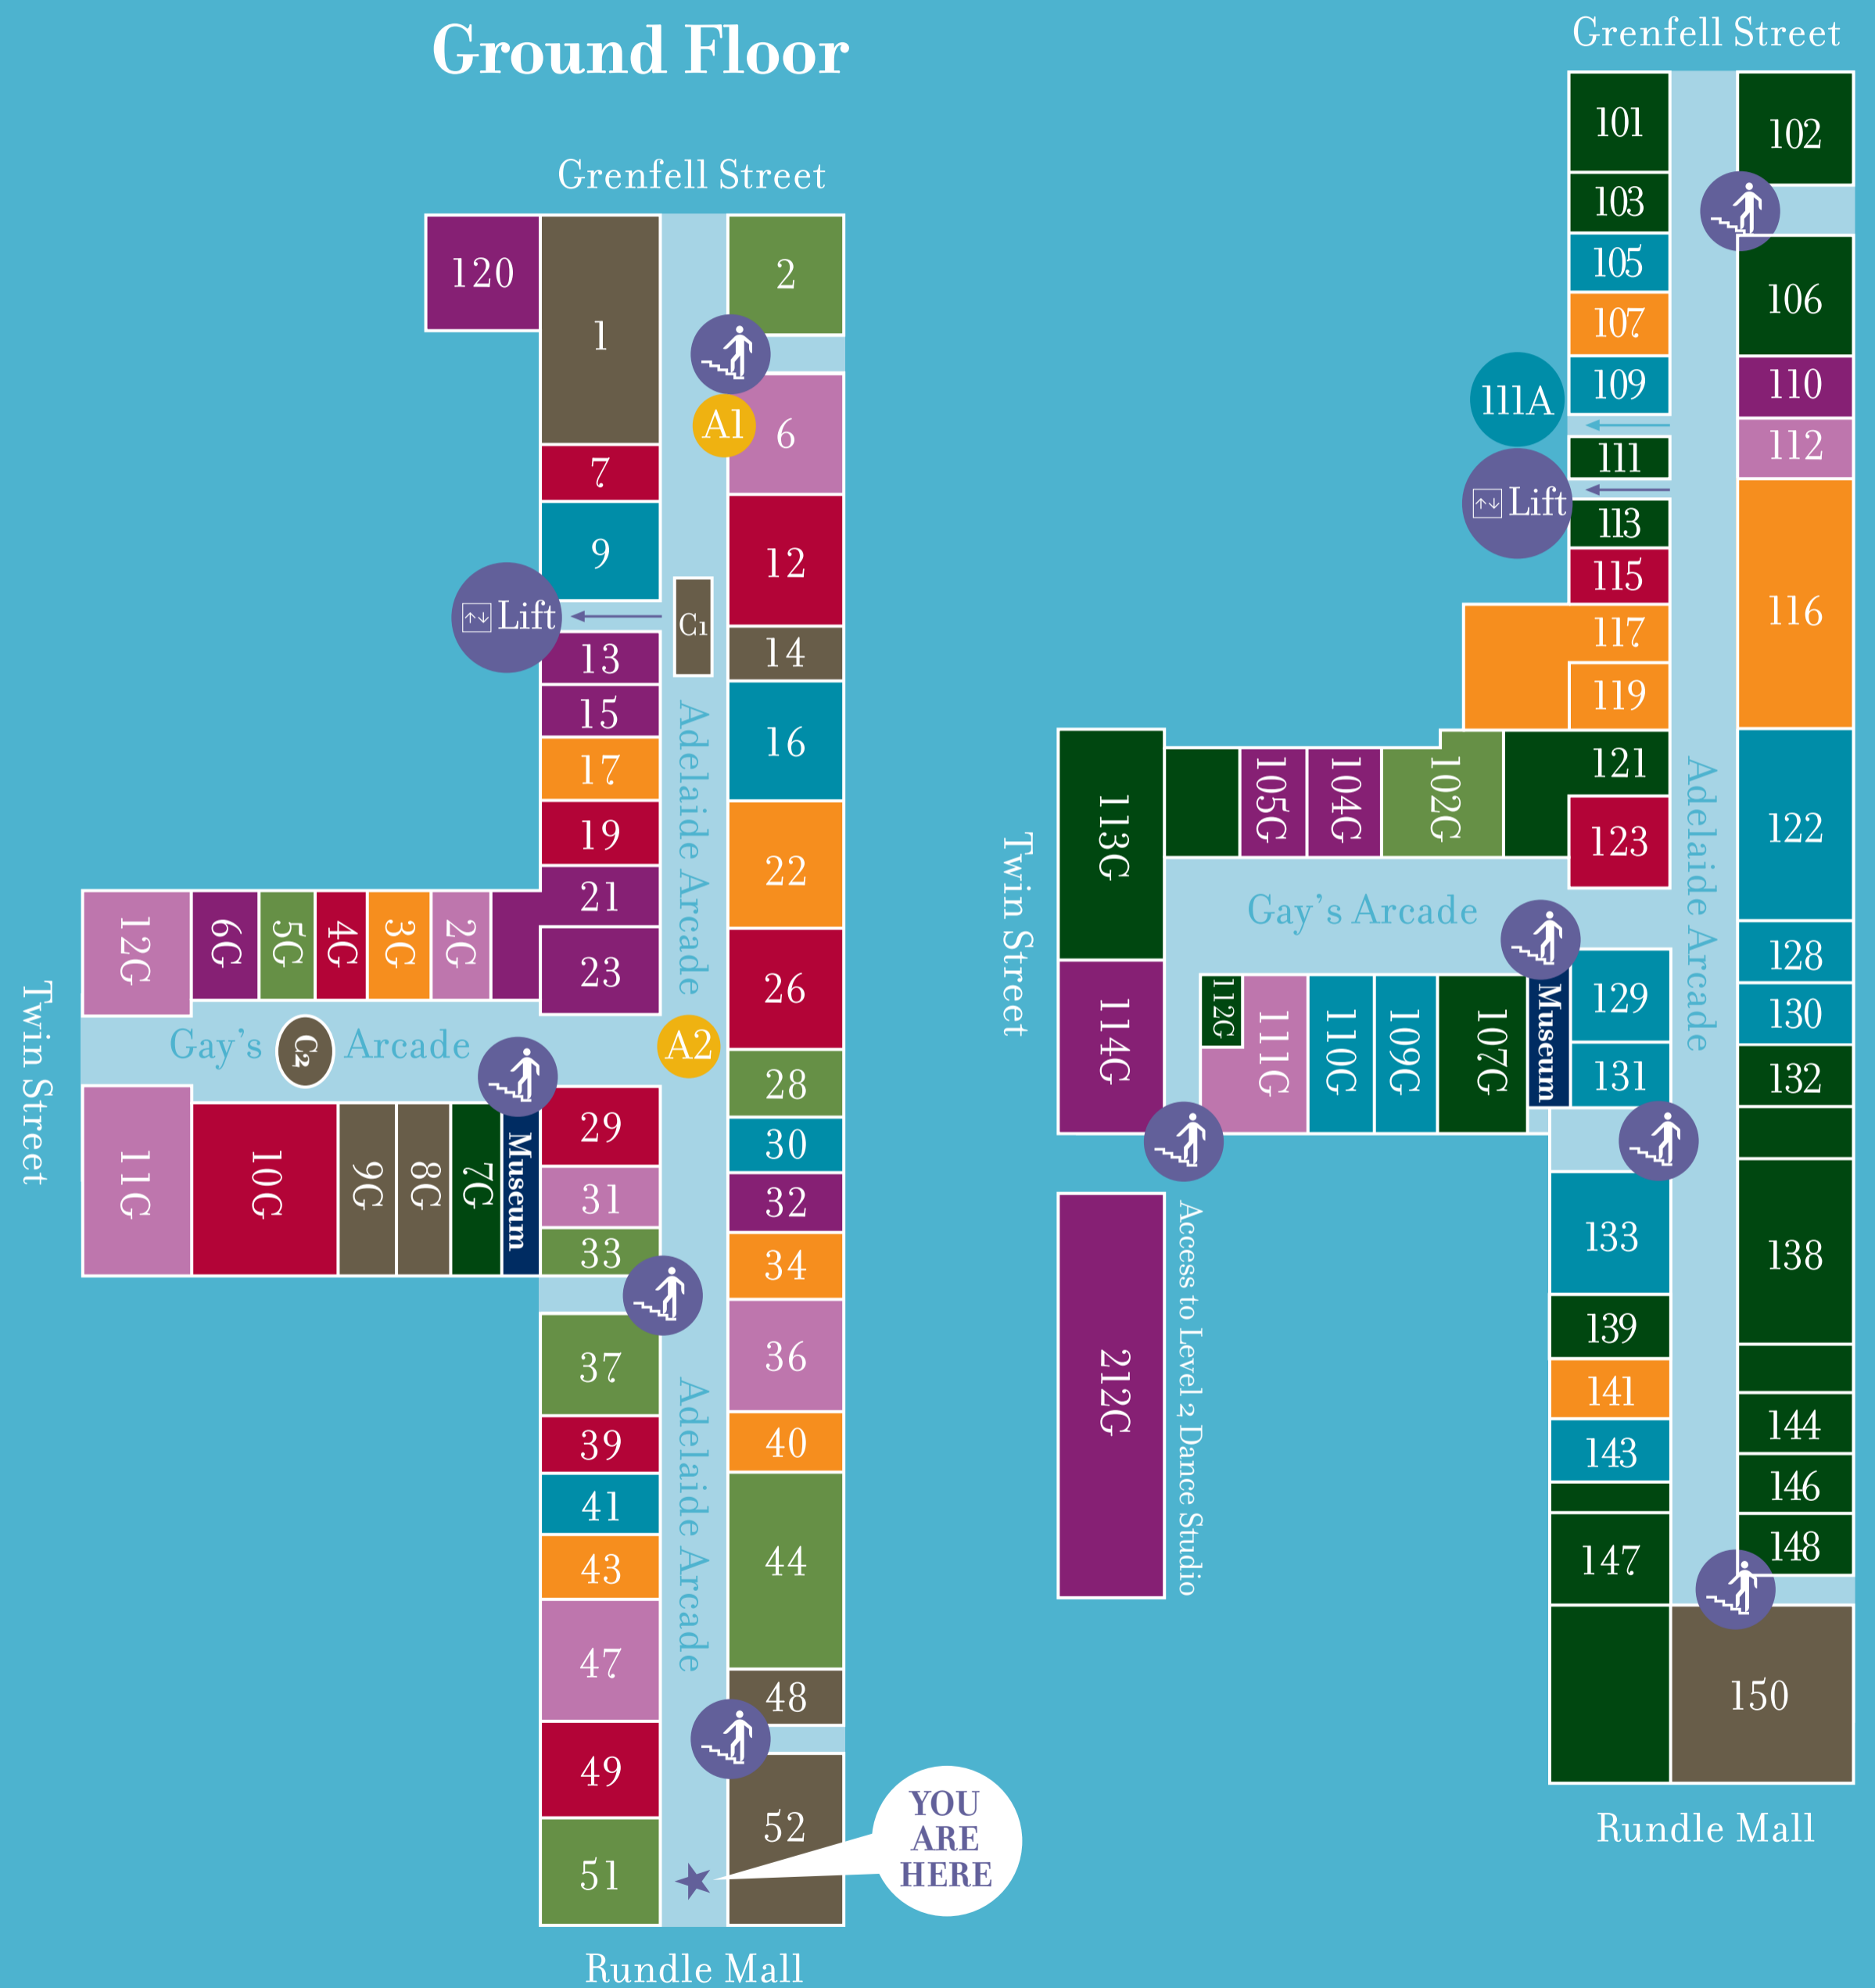 Ground Floor
Grenfell Street
120
1
2
A1
6
7
9
12
Lift
C1
14
13
15
16
17
19
22
21
23
26
Adelaide Arcade
12G
6G
5G
4G
3G
2G
Twin Street
Gay's
C2
Arcade
A2
28
11G
10G
9G
8G
7G
Museum
29
30
31
32
33
34
36
37
39
40
41
43
44
Adelaide Arcade
47
48
49
51
52
YOU
ARE
HERE
Rundle Mall
Grenfell Street
101
102
103
105
106
107
109
110
111A
111
112
Lift
113
115
116
117
119
121
122
123
113G
105G
104G
102G
Twin Street
Gay's Arcade
Adelaide Arcade
114G
112G
111G
110G
109G
107G
Museum
128
129
130
131
132
133
138
139
141
143
144
146
147
148
150
212G
Access to Level 2 Dance Studio
Rundle Mall